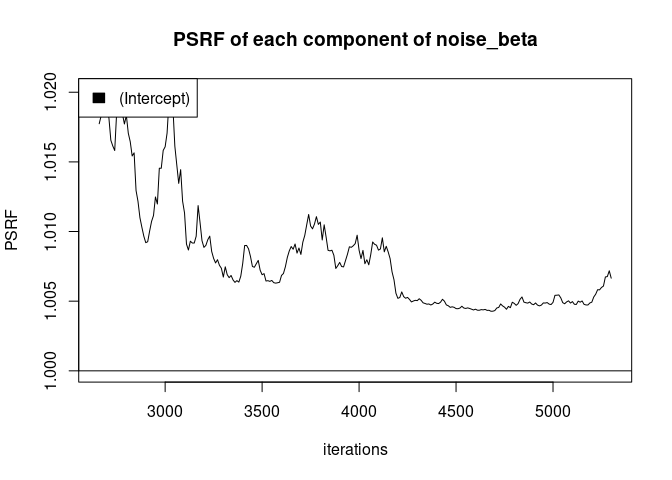 PSRF of each component of noise_beta
(Intercept)
PSRF
1.020
1.015
1.010
1.005
1.000
3000 3500 4000 4500 5000
iterations